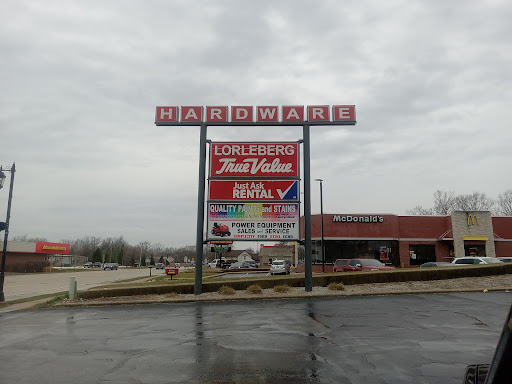 HARDWARE
LORLEBERG
True Value
Just Ask
RENTAL
QUALITY PAINTS and STAINS
POWER EQUIPMENT
SALES and SERVICE
McDonald's